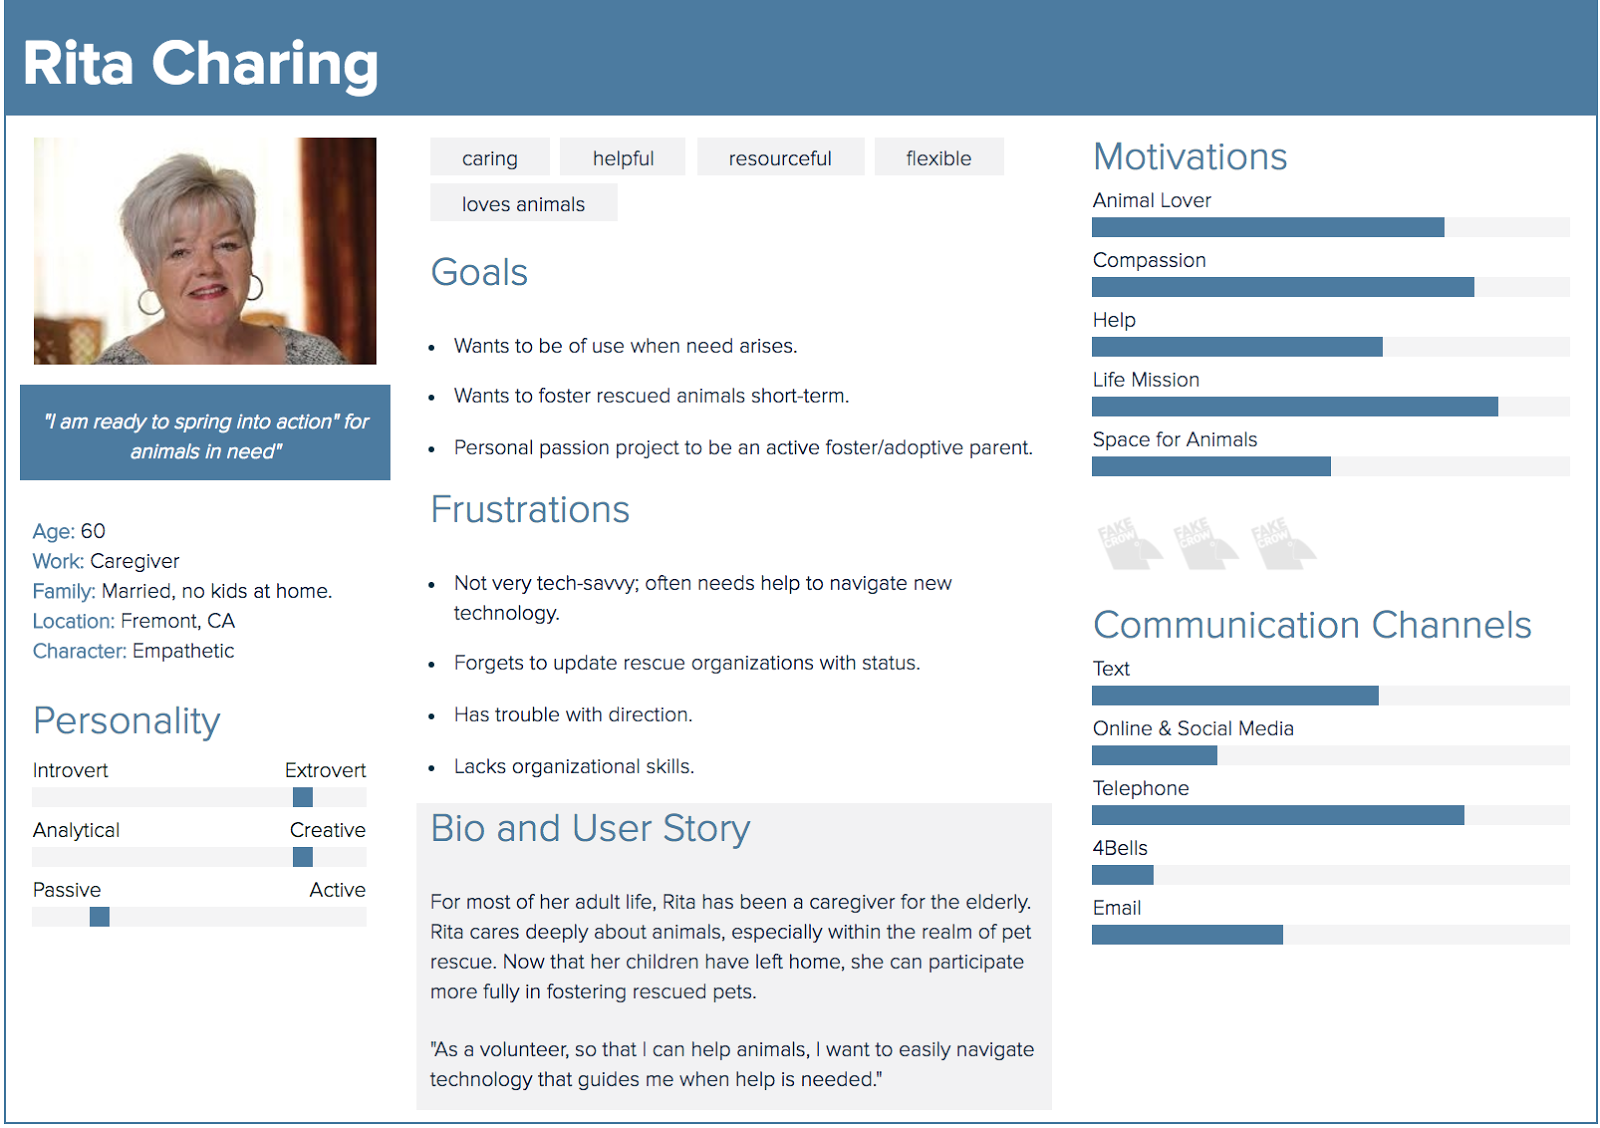 Rita Charing
"I am ready to spring into action" for
animals in need"
Age: 60
Work: Caregiver
Family: Married, no kids at home.
Location: Fremont, CA
Character: Empathetic
Personality
Introvert Extrovert
Analytical Creative
Passive Active
caring helpful resourceful flexible
loves animals
Goals
• Wants to be of use when need arises.
• Wants to foster rescued animals short-term.
• Personal passion project to be an active foster/adoptive parent.
Frustrations
• Not very tech-savvy; often needs help to navigate new
technology.
• Forgets to update rescue organizations with status.
• Has trouble with direction.
• Lacks organizational skills.
Bio and User Story
For most of her adult life, Rita has been a caregiver for the elderly.
Rita cares deeply about animals, especially within the realm of pet
rescue. Now that her children have left home, she can participate
more fully in fostering rescued pets.
"As a volunteer, so that I can help animals, I want to easily navigate
technology that guides me when help is needed."
Motivations
Animal Lover
Compassion
Help
Life Mission
Space for Animals
FAKE CROW FAKE CROW FAKE CROW
Communication Channels
Text
Online & Social Media
Telephone
4Bells
Email